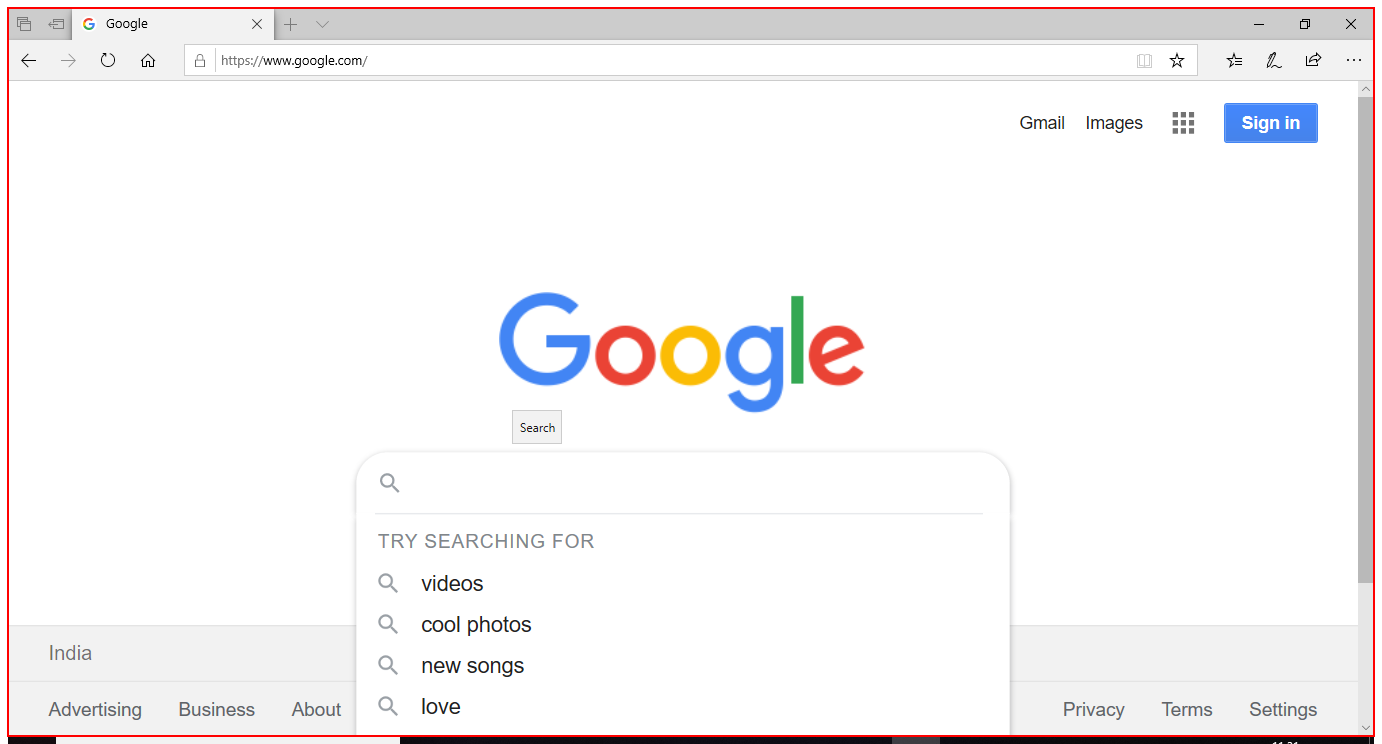 Google
https://www.google.com/
Gmail Images Sign in
Google
Search
TRY SEARCHING FOR
videos
cool photos
new songs
love
India
Advertising Business About Privacy Terms Settings